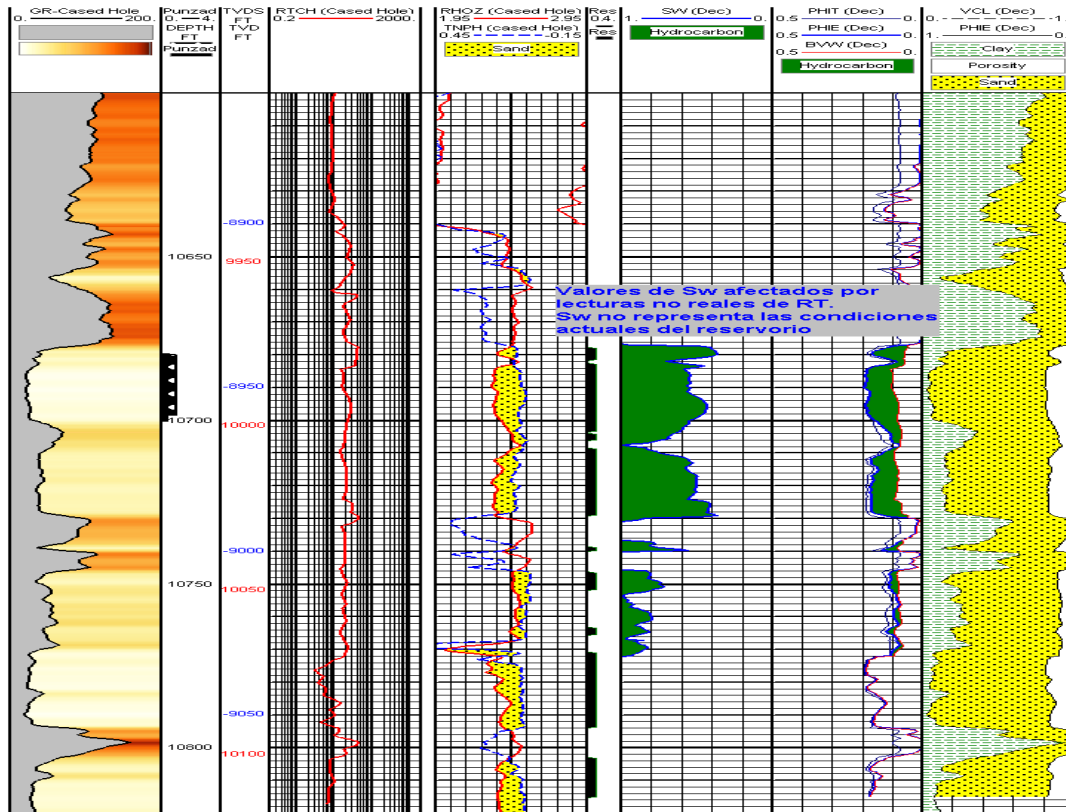 GR-Cased Hole
0. 200.
Punzad
0. 4.
DEPTH
FT
Punzad
TVDS
FT
TVD
FT
RTCH (Cased Hole)
0.2 2000.
RHOZ (Cased Hole)
1.95 2.95
TNPH (Cased Hole)
0.45 -0.15
Sand
Res
0. 4.
Res
SW (Dec)
1. 0.
Hydrocarbon
PHIT (Dec)
0.5 0.
PHIE (Dec)
0.5 0.
BVW (Dec)
0.5 0.
Hydrocarbon
VCL (Dec)
0. 1.
PHIE (Dec)
1. 0.
Clay
Porosity
Sand
-8900
10650
9950
Valores de Sw afectados por
lecturas no reales de RT.
Sw no representa las condiciones
actuales del reservorio
-8950
10700
10000
-9000
10750
10050
-9050
10800
10100